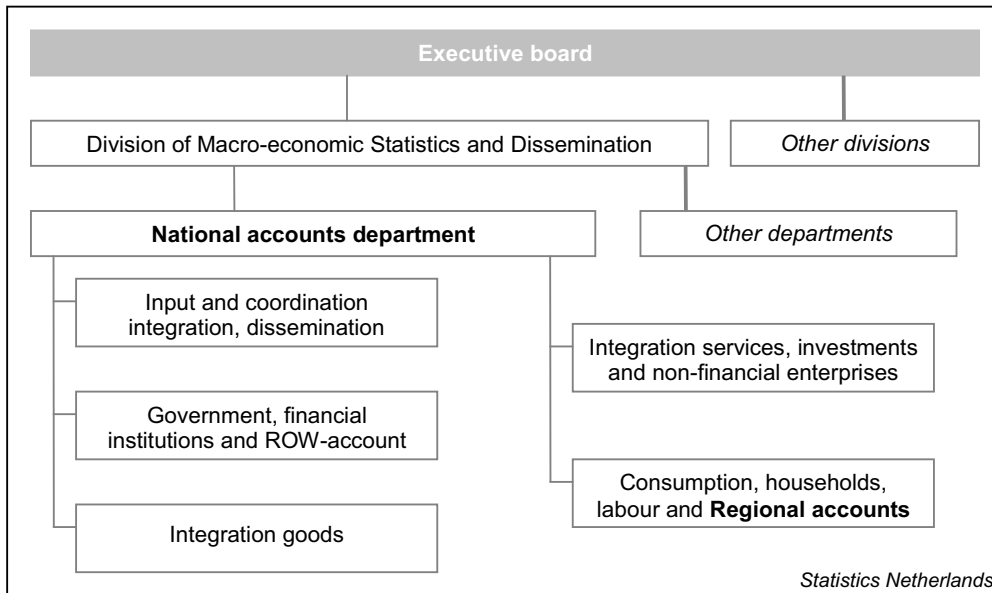 Executive board
Division of Macro-economic Statistics and Dissemination
Other divisions
National accounts department
Other departments
Input and coordination
integration, dissemination
Integration services, investments
and non-financial enterprises
Government, financial
institutions and ROW-account
Consumption, households,
labour and Regional accounts
Integration goods
Statistics Netherlands